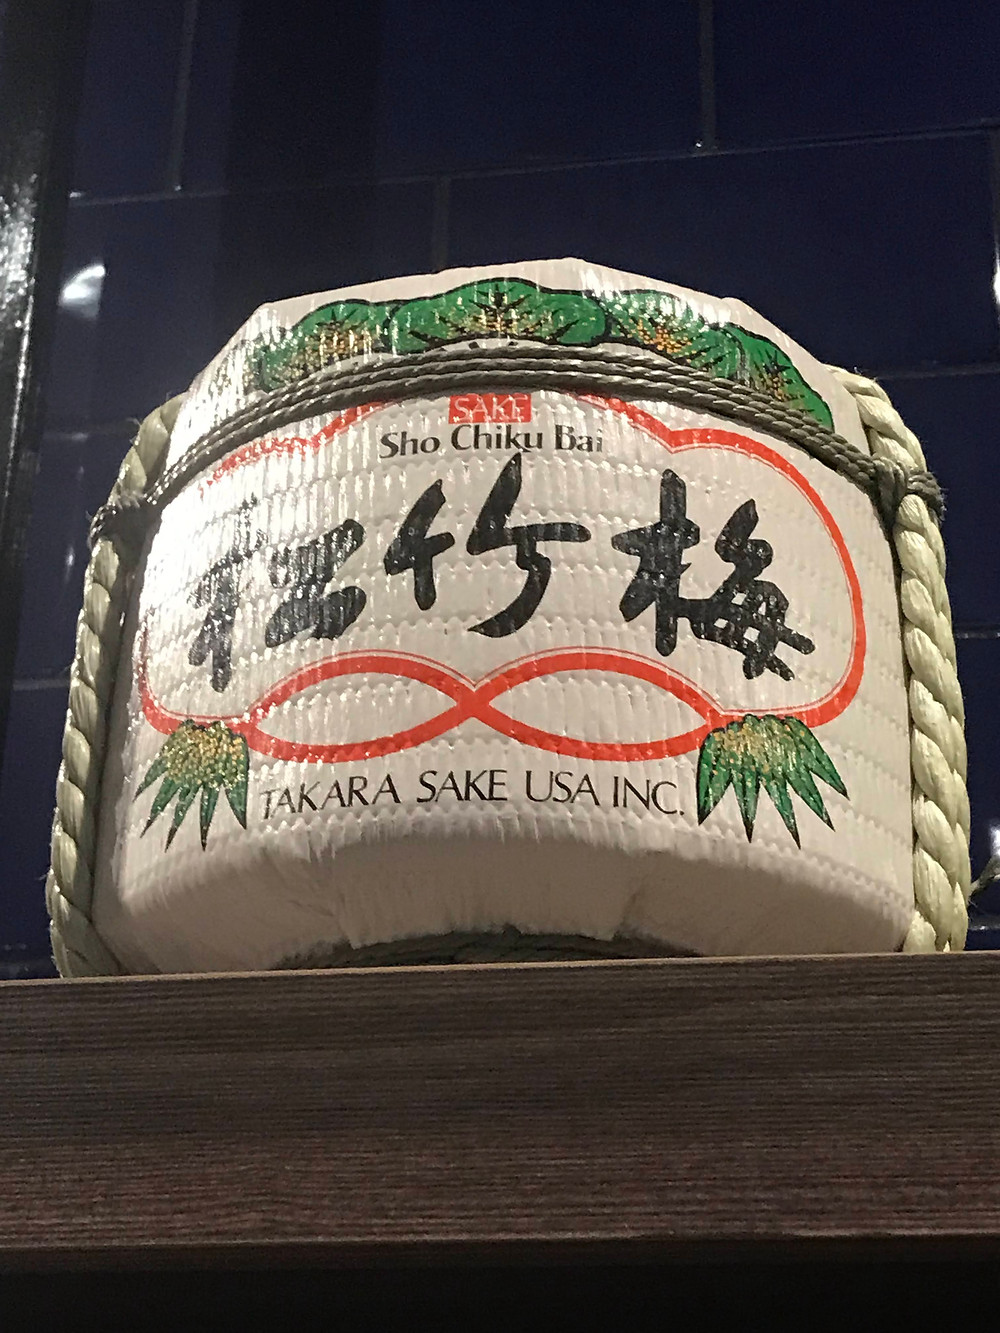 SAKE
Sho Chiku Bai
松竹梅
TAKARA SAKE USA INC.